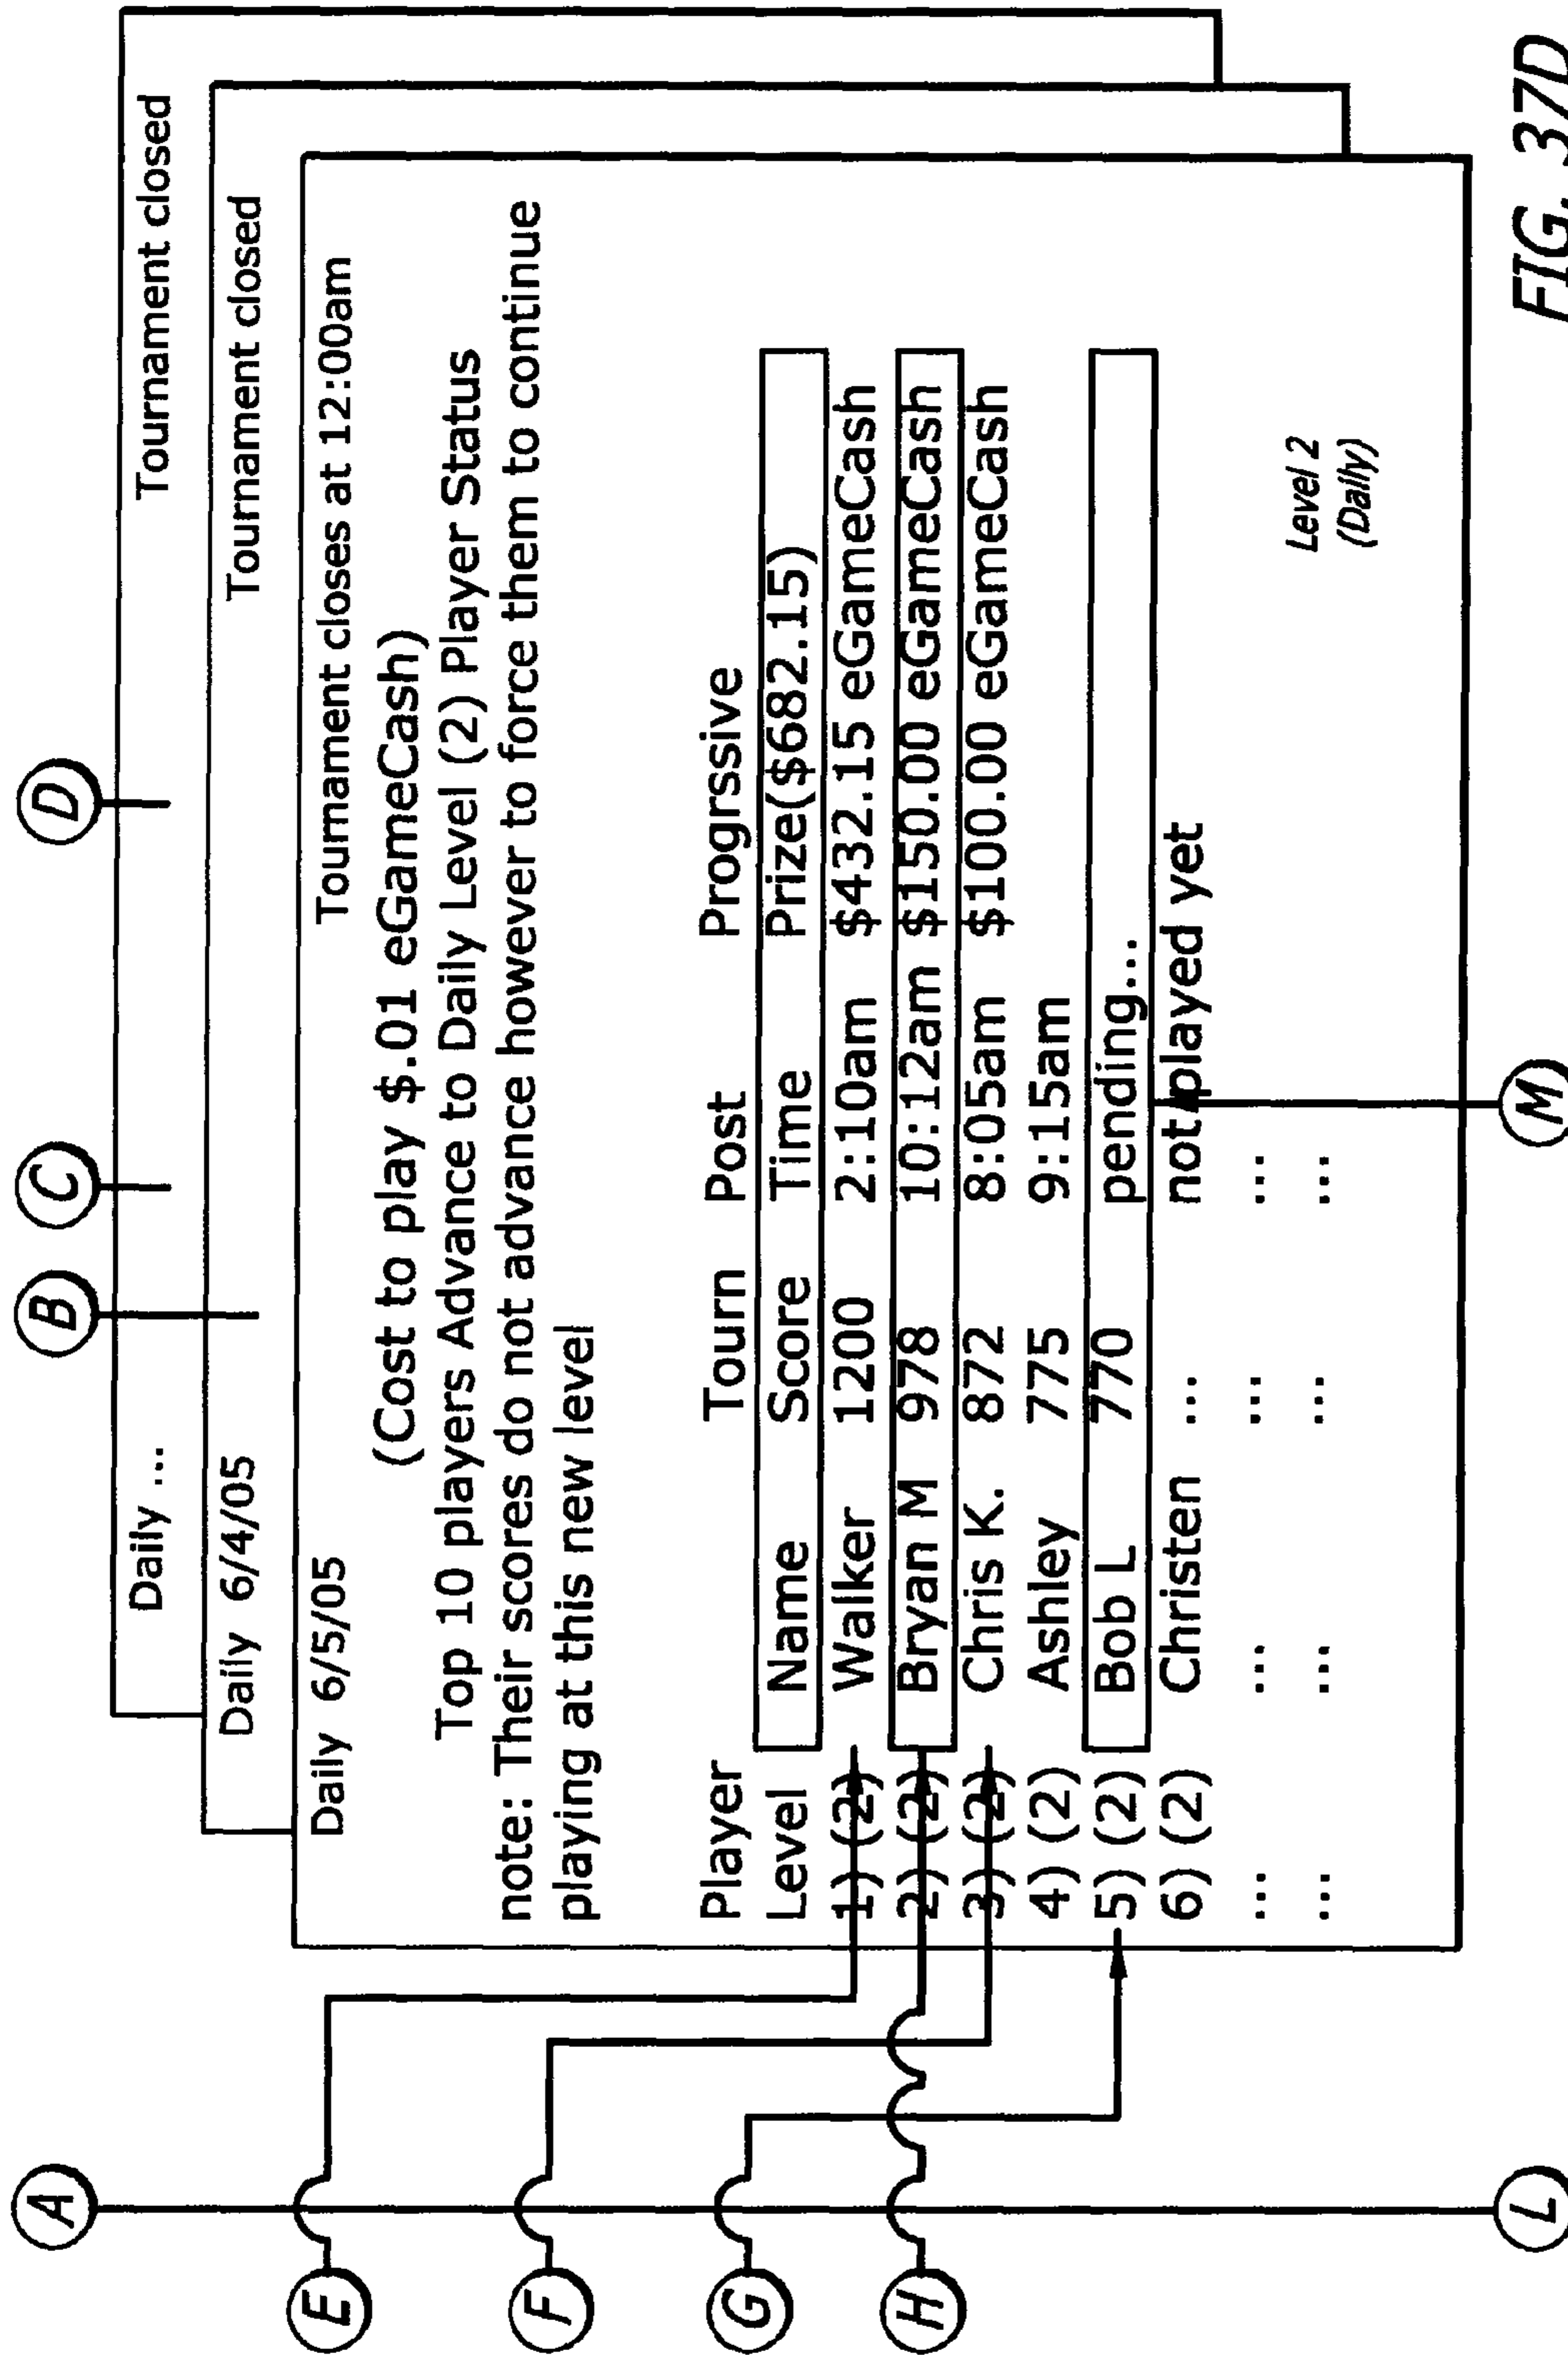 A
B
C
D
Daily ... Tournament closed
Daily 6/4/05 Tournament closed
Daily 6/5/05 Tournament closes at 12:00am
(Cost to play $.01 eGameCash)
Top 10 players Advance to Daily Level (2) Player Status
note: Their scores do not advance however to force them to continue
playing at this new level
Player Tourn Post Progrssive
Level Name Score Time Prize($682.15)
1) (2) Walker 1200 2:10am $432.15 eGameCash
2) (2) Bryan M 978 10:12am $150.00 eGameCash
3) (2) Chris K. 872 8:05am $100.00 eGameCash
4) (2) Ashley 775 9:15am
5) (2) Bob L 770 pending...
6) (2) Christen ... not played yet
... ... ... ...
... ... ... ...
Level 2
(Daily)
E
F
G
H
L
M
FIG. 37D